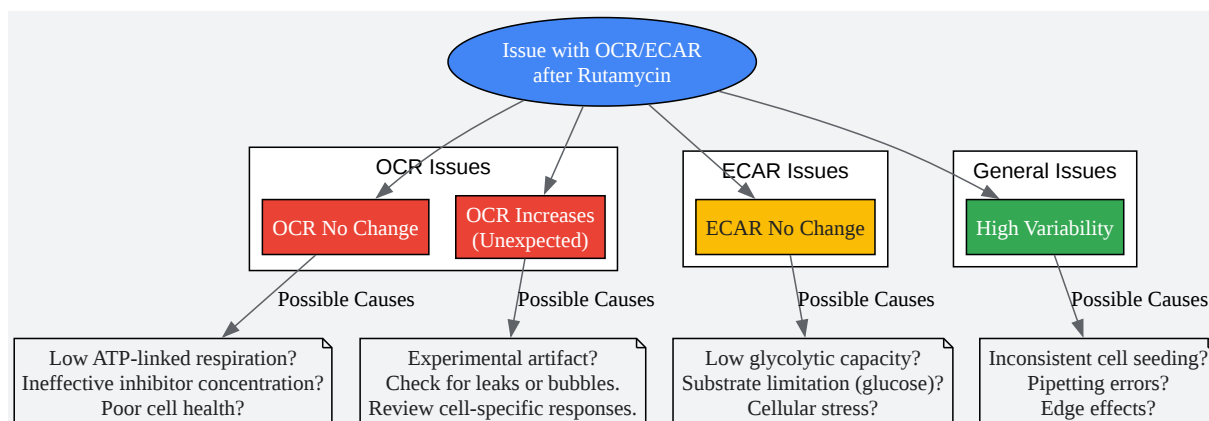 Issue with OCR/ECAR
after Rutamycin
OCR Issues
ECAR Issues
General Issues
OCR No Change
OCR Increases
(Unexpected)
ECAR No Change
High Variability
Possible Causes
Possible Causes
Possible Causes
Possible Causes
Low ATP-linked respiration?
Ineffective inhibitor concentration?
Poor cell health?
Experimental artifact?
Check for leaks or bubbles.
Review cell-specific responses.
Low glycolytic capacity?
Substrate limitation (glucose)?
Cellular stress?
Inconsistent cell seeding?
Pipetting errors?
Edge effects?